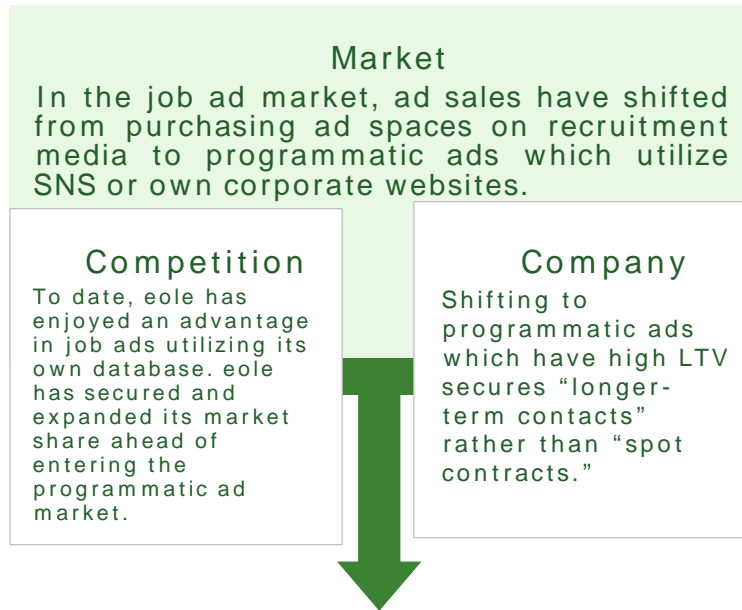 Market
In the job ad market, ad sales have shifted
from purchasing ad spaces on recruitment
media to programmatic ads which utilize
SNS or own corporate websites.
Competition
To date, eole has
enjoyed an advantage
in job ads utilizing its
own database. eole
has secured and
expanded its market
share ahead of
entering the
programmatic ad
market.
Company
Shifting to
programmatic ads
which have high LTV
secures “longer-
term contacts”
rather than “spot
contracts.”